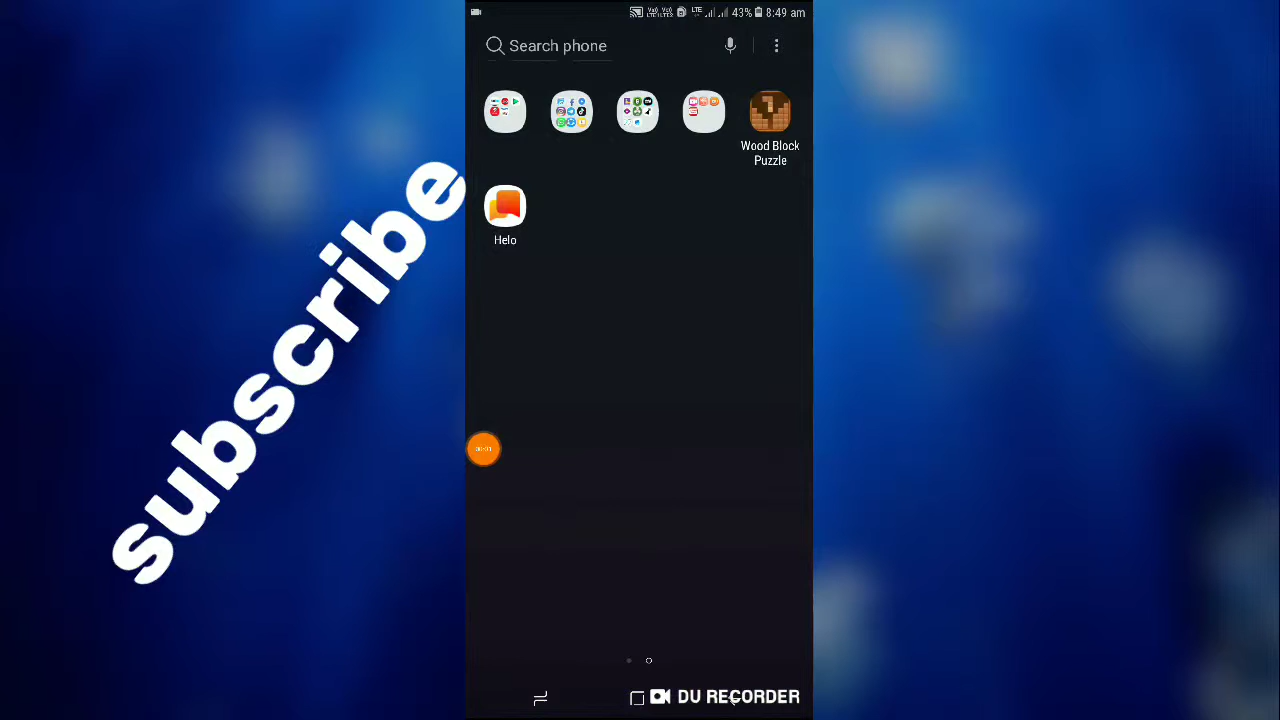 43% 8:49 am
Search phone
Wood Block
Puzzle
Helo
subscribe
DU RECORDER